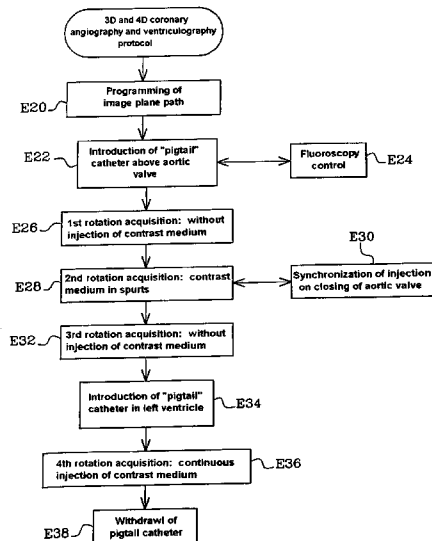 3D and 4D coronary
angiography and ventriculography
protocol
E20
Programming of
image plane path
E22
Introduction of "pigtail"
catheter above aortic
valve
Fluoroscopy
control
E24
E26
1st rotation acquisition: without
injection of contrast medium
E30
E28
2nd rotation acquisition: contrast
medium in spurts
Synchronization of injection
on closing of aortic valve
E32
3rd rotation acquisition: without
injection of contrast medium
Introduction of "pigtail"
catheter in left ventricle
E34
4th rotation acquisition: continuous
injection of contrast medium
E36
E38
Withdrawl of
pigtail catheter